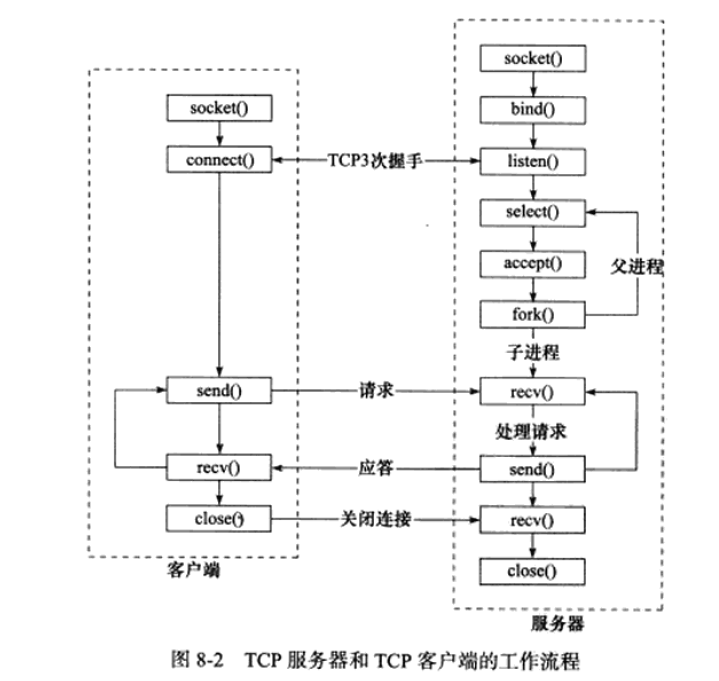 socket()
connect()
send()
recv()
close()
客户端
TCP3次握手
请求
应答
关闭连接
socket()
bind()
listen()
select()
accept()
fork()
父进程
子进程
recv()
处理请求
send()
recv()
close()
服务器
图 8-2 TCP 服务器和 TCP 客户端的工作流程